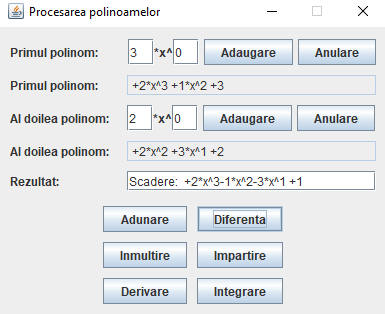 Procesarea polinoamelor
Primul polinom: 3 *x^ 0 Adaugare Anulare
Primul polinom: +2*x^3 +1*x^2 +3
Al doilea polinom: 2 *x^ 0 Adaugare Anulare
Al doilea polinom: +2*x^2 +3*x^1 +2
Rezultat: Scadere: +2*x^3-1*x^2-3*x^1 +1
Adunare Diferenta
Inmultire Impartire
Derivare Integrare